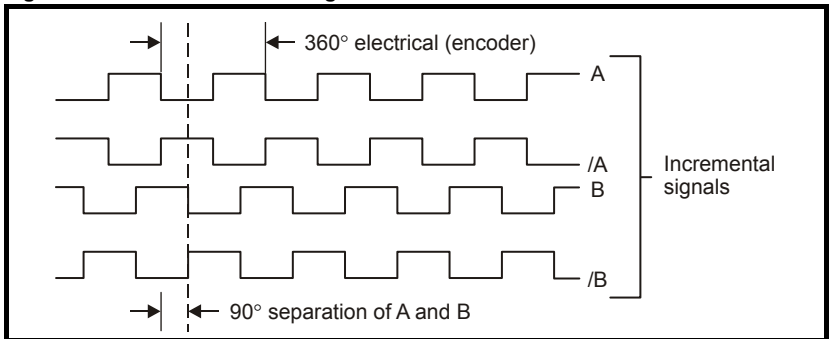 360° electrical (encoder)
A
/A
B
/B
Incremental
signals
90° separation of A and B